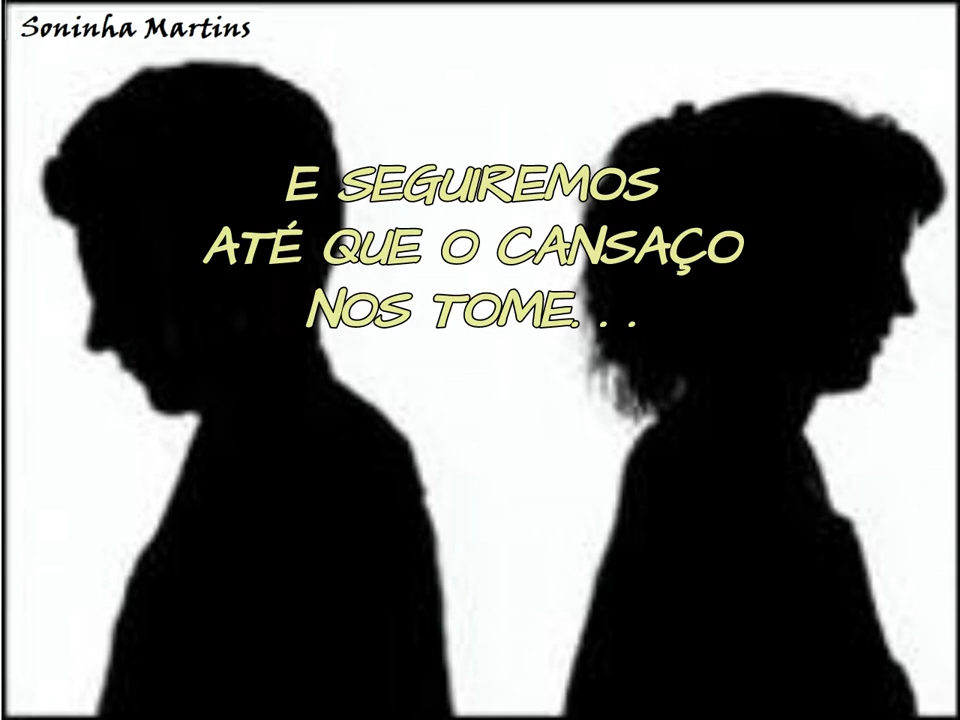 Soninha Martins
E SEGUIREMOS
ATÉ QUE O CANSAÇO
NOS TOME. . .